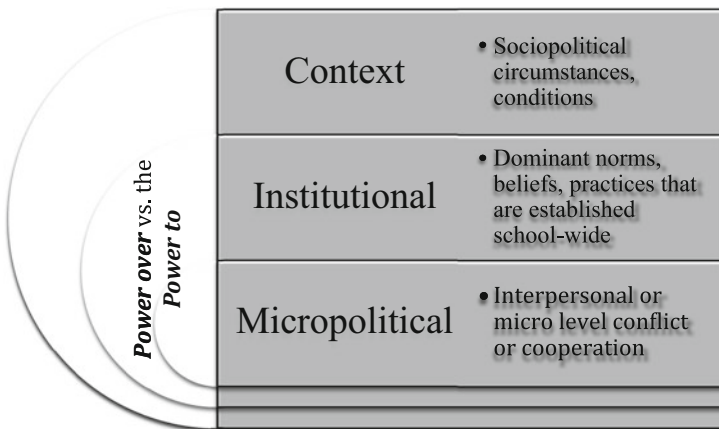 Power over vs. the
Power to
Context
• Sociopolitical
circumstances,
conditions
Institutional
• Dominant norms,
beliefs, practices that
are established
school-wide
Micropolitical
• Interpersonal or
micro level conflict
or cooperation